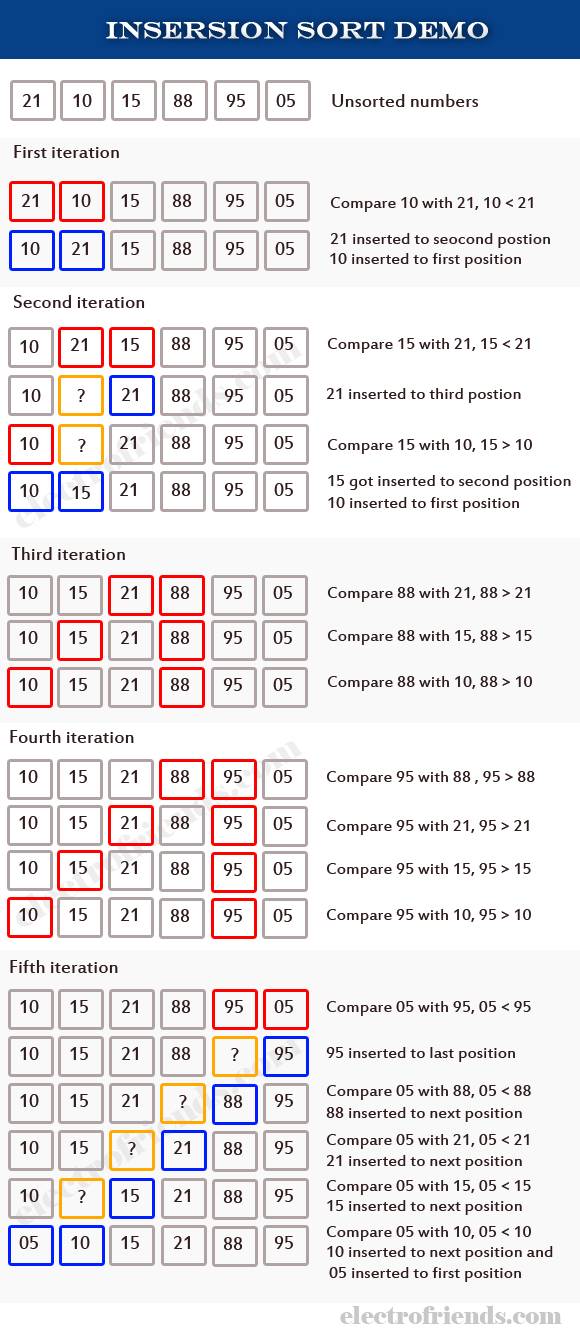 INSERSION SORT DEMO
21 10 15 88 95 05 Unsorted numbers
First iteration
21 10 15 88 95 05 Compare 10 with 21, 10 < 21
10 21 15 88 95 05 21 inserted to seocond postion
10 inserted to first position
Second iteration
10 21 15 88 95 05 Compare 15 with 21, 15 < 21
10 ? 21 88 95 05 21 inserted to third postion
10 ? 21 88 95 05 Compare 15 with 10, 15 > 10
10 15 21 88 95 05 15 got inserted to second position
10 inserted to first position
electrofriends.com
Third iteration
10 15 21 88 95 05 Compare 88 with 21, 88 > 21
10 15 21 88 95 05 Compare 88 with 15, 88 > 15
10 15 21 88 95 05 Compare 88 with 10, 88 > 10
Fourth iteration
10 15 21 88 95 05 Compare 95 with 88 , 95 > 88
10 15 21 88 95 05 Compare 95 with 21, 95 > 21
10 15 21 88 95 05 Compare 95 with 15, 95 > 15
10 15 21 88 95 05 Compare 95 with 10, 95 > 10
electrofriends.com
Fifth iteration
10 15 21 88 95 05 Compare 05 with 95, 05 < 95
10 15 21 88 ? 95 95 inserted to last position
10 15 21 ? 88 95 Compare 05 with 88, 05 < 88
88 inserted to next position
10 15 ? 21 88 95 Compare 05 with 21, 05 < 21
21 inserted to next position
10 ? 15 21 88 95 Compare 05 with 15, 05 < 15
15 inserted to next position
05 10 15 21 88 95 Compare 05 with 10, 05 < 10
10 inserted to next position and
05 inserted to first position
electrofriends.com
electrofriends.com